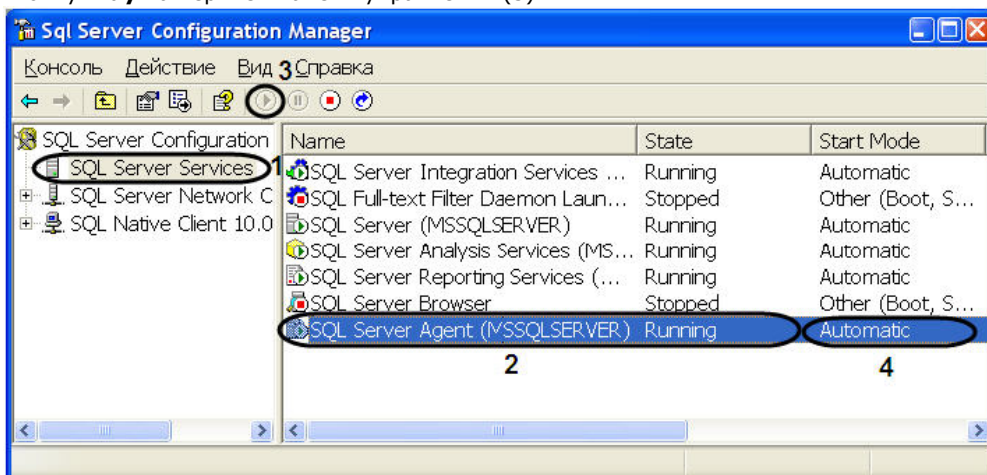 Sql Server Configuration Manager
Консоль Действие Вид 3 Справка
SQL Server Configuration
SQL Server Services 1
SQL Server Network C
SQL Native Client 10.0
Name State Start Mode
SQL Server Integration Services ... Running Automatic
SQL Full-text Filter Daemon Laun... Stopped Other (Boot, S...
SQL Server (MSSQLSERVER) Running Automatic
SQL Server Analysis Services (MS... Running Automatic
SQL Server Reporting Services (... Running Automatic
SQL Server Browser Stopped Other (Boot, S...
SQL Server Agent (MSSQLSERVER) Running Automatic
2 4